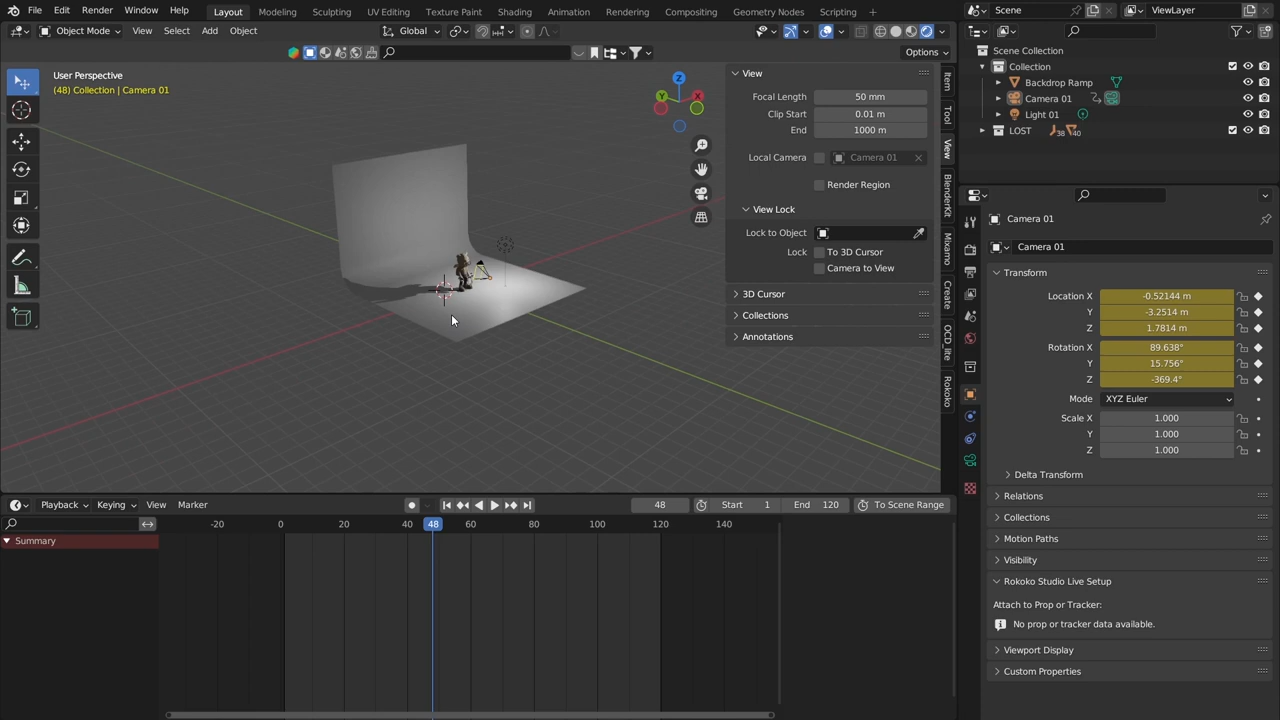 File Edit Render Window Help Layout Modeling Sculpting UV Editing Texture Paint Shading Animation Rendering Compositing Geometry Nodes Scripting + Scene ViewLayer
Object Mode View Select Add Object Global
Options
Scene Collection
Collection
Backdrop Ramp
Camera 01
Light 01
LOST 38 40
User Perspective
(48) Collection | Camera 01
Z
Y
X
View
Focal Length 50 mm
Clip Start 0.01 m
End 1000 m
Local Camera Camera 01
Render Region
View Lock
Lock to Object
Lock To 3D Cursor
Camera to View
3D Cursor
Collections
Annotations
Item
Tool
View
BlenderKit
Mixamo
Create
OCD_lite
Rokoko
Camera 01
Camera 01
Transform
Location X -0.52144 m
Y -3.2514 m
Z 1.7814 m
Rotation X 89.638°
Y 15.756°
Z -369.4°
Mode XYZ Euler
Scale X 1.000
Y 1.000
Z 1.000
Delta Transform
Relations
Collections
Motion Paths
Visibility
Rokoko Studio Live Setup
Attach to Prop or Tracker:
No prop or tracker data available.
Viewport Display
Custom Properties
Playback Keying View Marker 48 Start 1 End 120 To Scene Range
-20 0 20 40 48 60 80 100 120 140
Summary